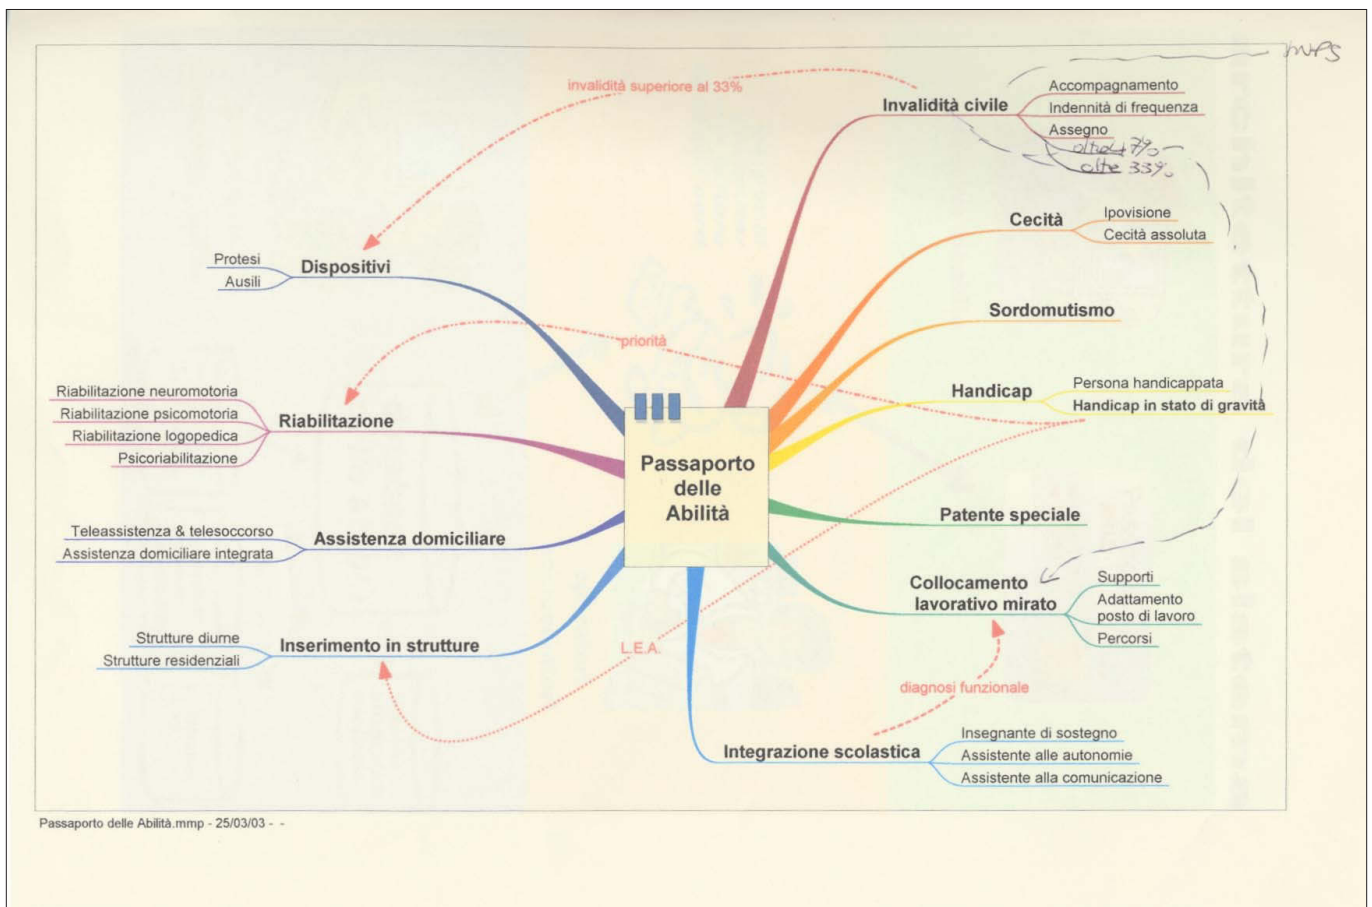 INPS
invalidità superiore al 33%
Invalidità civile
Accompagnamento
Indennità di frequenza
Assegno
olte 33%
Cecità
Ipovisione
Cecità assoluta
Sordomutismo
Handicap
Persona handicappata
Handicap in stato di gravità
Patente speciale
Collocamento
lavorativo mirato
Supporti
Adattamento
posto di lavoro
Percorsi
diagnosi funzionale
Integrazione scolastica
Insegnante di sostegno
Assistente alle autonomie
Assistente alla comunicazione
Passaporto
delle
Abilità
Protesi
Ausili
Dispositivi
priorità
Riabilitazione neuromotoria
Riabilitazione psicomotoria
Riabilitazione logopedica
Psicoriabilitazione
Riabilitazione
Teleassistenza & telesoccorso
Assistenza domiciliare integrata
Assistenza domiciliare
Strutture diurne
Strutture residenziali
Inserimento in strutture
L.E.A.
Passaporto delle Abilità.mmp - 25/03/03 - -